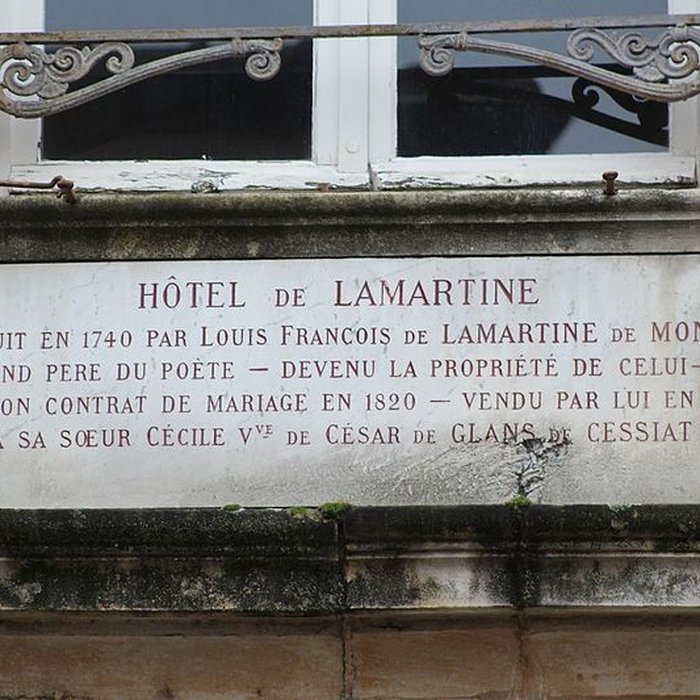 HÔTEL DE LAMARTINE
UIT EN 1740 PAR LOUIS FRANÇOIS DE LAMARTINE DE MON
ND PERE DU POÈTE – DEVENU LA PROPRIÉTÉ DE CELUI-
ON CONTRAT DE MARIAGE EN 1820 – VENDU PAR LUI EN
A SA SŒUR CÉCILE VVE DE CÉSAR DE GLANS DE CESSIAT